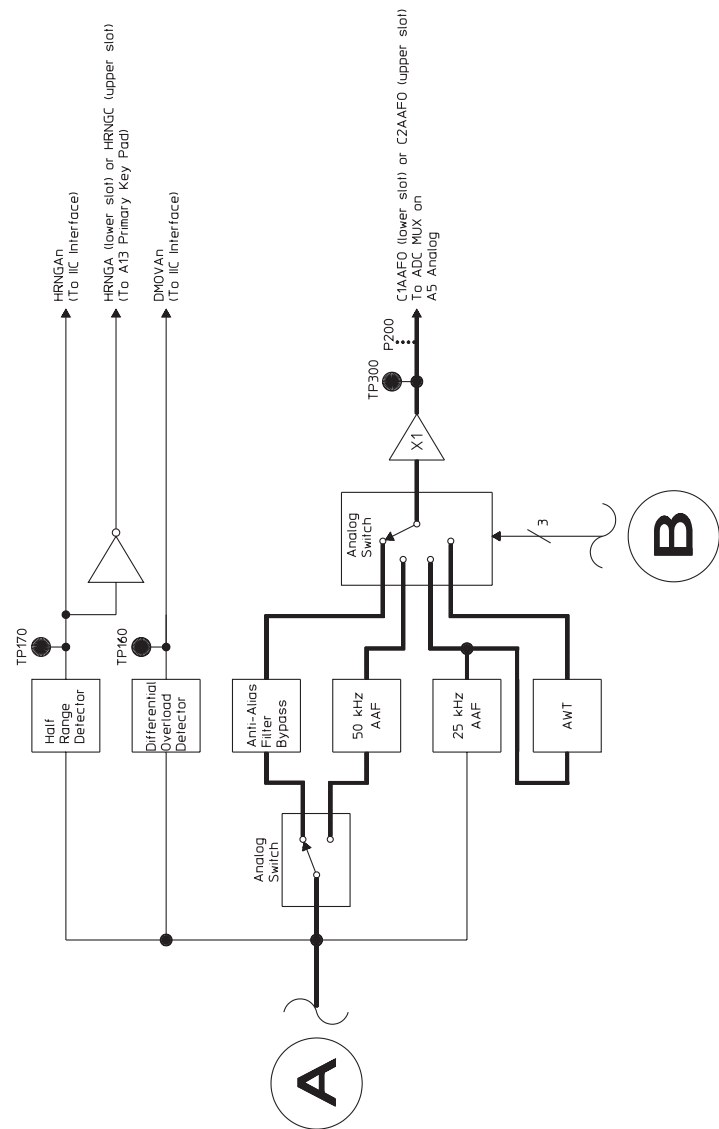 HRNGAn
(To IIC Interface)
HRNGA (lower slot) or HRNGC (upper slot)
(To A13 Primary Key Pad)
DMOVAn
(To IIC Interface)
TP170
TP160
Half
Range
Detector
Differential
Overload
Detector
C1AAFO (lower slot) or C2AAFO (upper slot)
To ADC MUX on
A5 Analog
P200
TP300
X1
Analog
Switch
3
B
Anti-Alias
Filter
Bypass
50 kHz
AAF
25 kHz
AAF
AWT
Analog
Switch
A